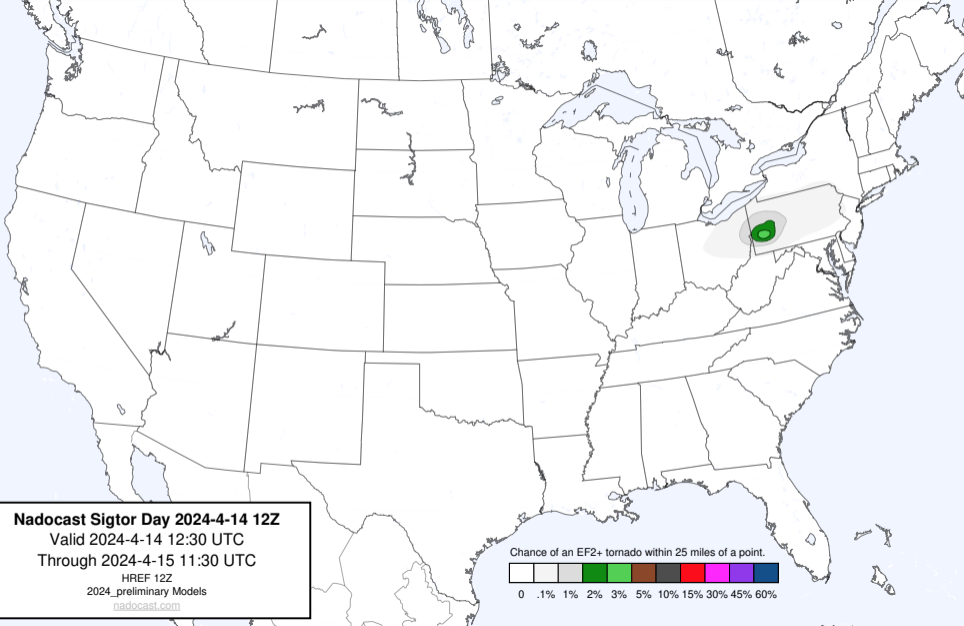 Nadocast Sigtor Day 2024-4-14 12Z
Valid 2024-4-14 12:30 UTC
Through 2024-4-15 11:30 UTC
HREF 12Z
2024_preliminary Models
nadocast.com
Chance of an EF2+ tornado within 25 miles of a point.
0 .1% 1% 2% 3% 5% 10% 15% 30% 45% 60%